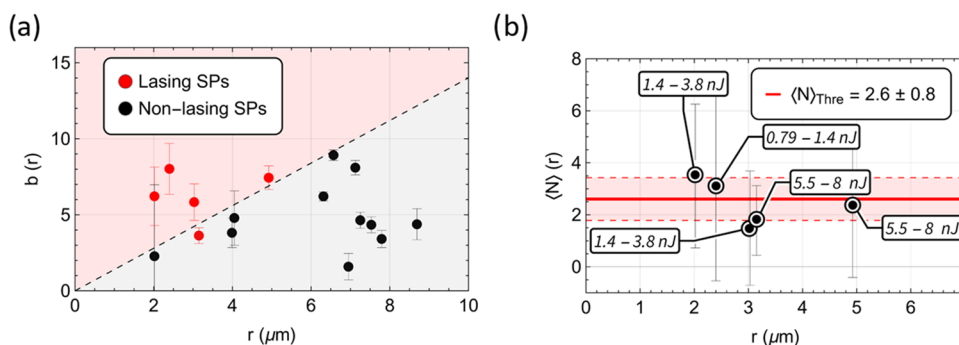 (a)
15
10
5
0
b (r)
Lasing SPs
Non-lasing SPs
0 2 4 6 8 10
r (μm)
(b)
8
6
4
2
0
⟨N⟩ (r)
⟨N⟩Thre = 2.6 ± 0.8
1.4 – 3.8 nJ
0.79 – 1.4 nJ
5.5 – 8 nJ
1.4 – 3.8 nJ
5.5 – 8 nJ
0 1 2 3 4 5 6
r (μm)